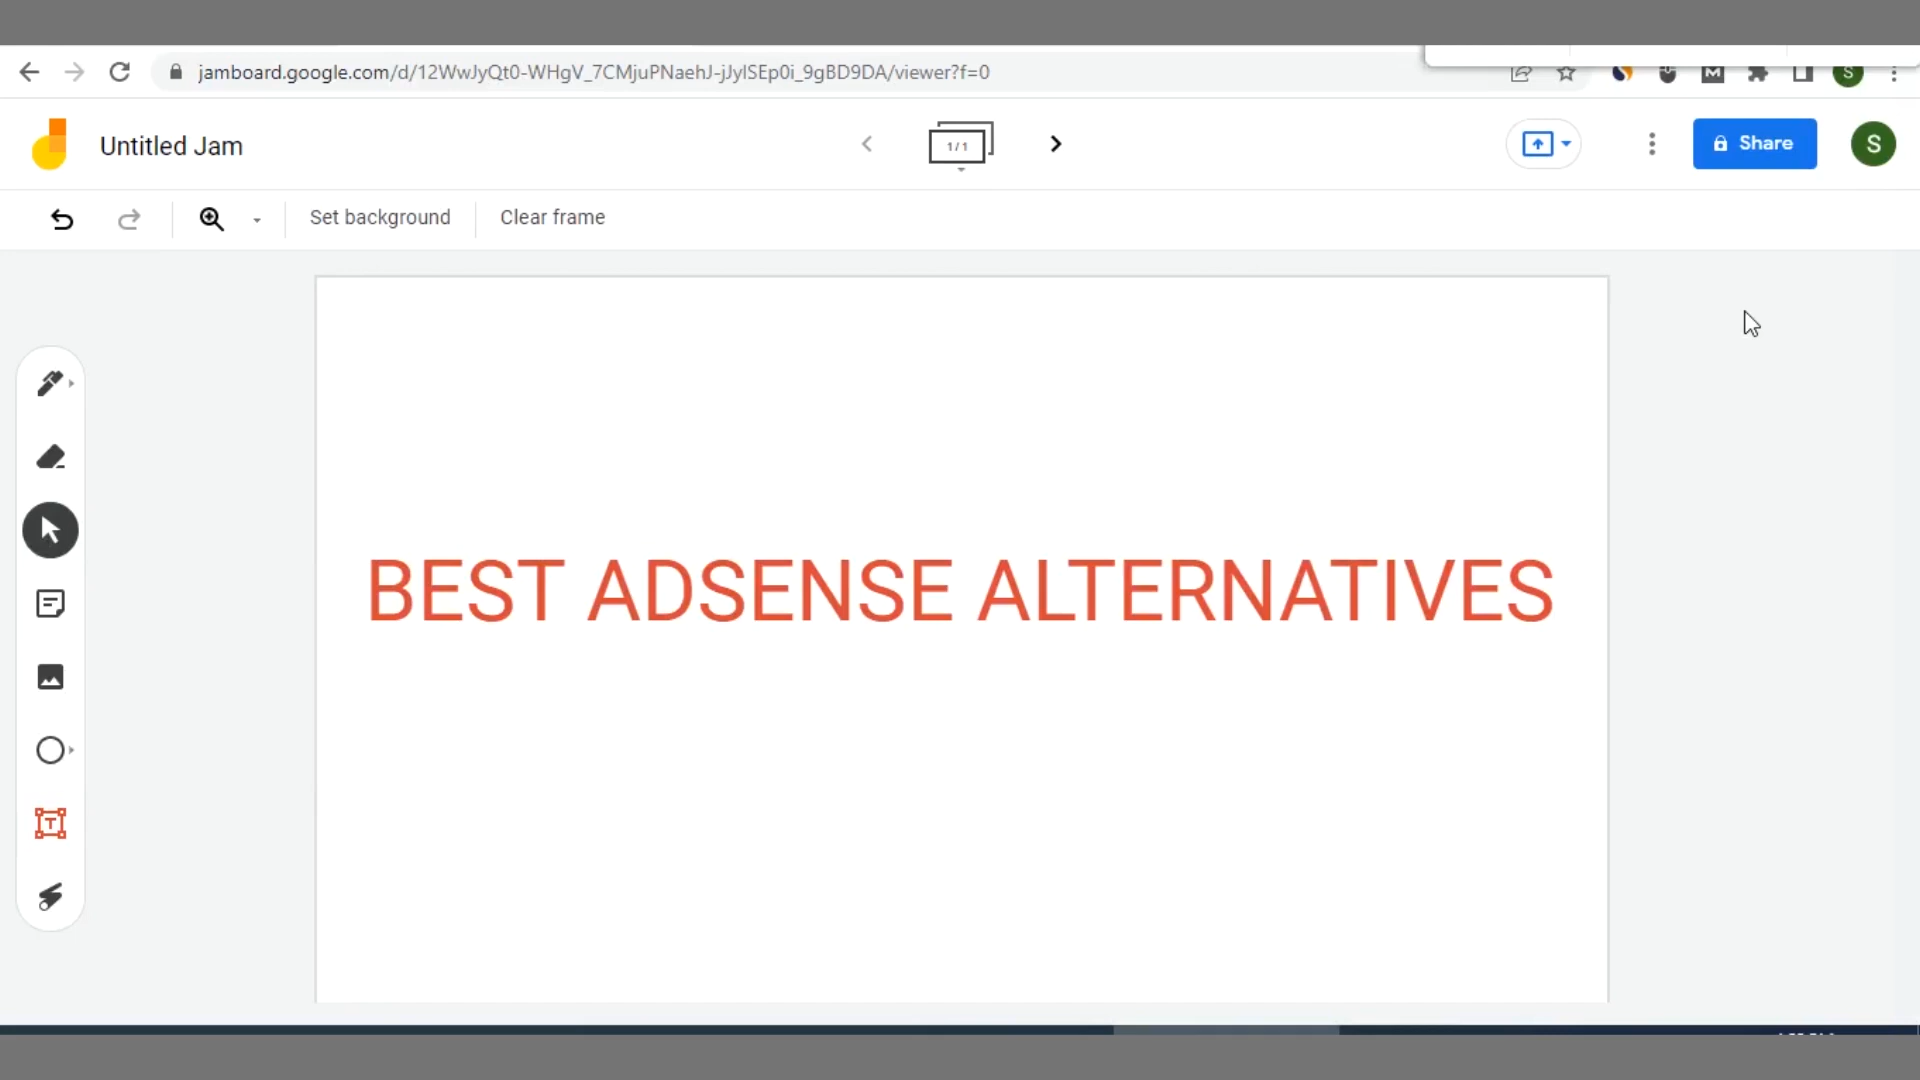 jamboard.google.com/d/12WwJyQt0-WHgV_7CMjuPNaehJ-jJylSEp0i_9gBD9DA/viewer?f=0
M
S
Untitled Jam
1/1
Share
S
Set background
Clear frame
BEST ADSENSE ALTERNATIVES
T